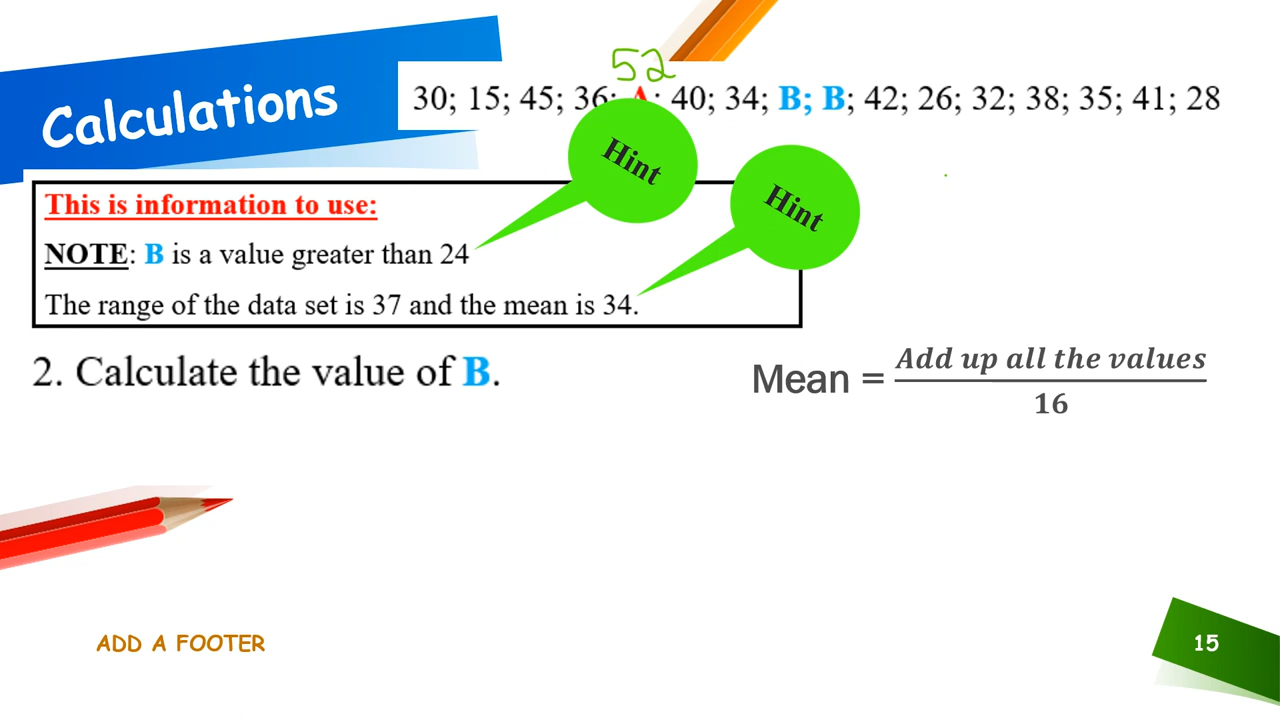 Calculations
52
30; 15; 45; 36; A; 40; 34; B; B; 42; 26; 32; 38; 35; 41; 28
Hint
Hint
This is information to use:
NOTE: B is a value greater than 24
The range of the data set is 37 and the mean is 34.
2. Calculate the value of B.
Mean = Add up all the values
16
ADD A FOOTER
15